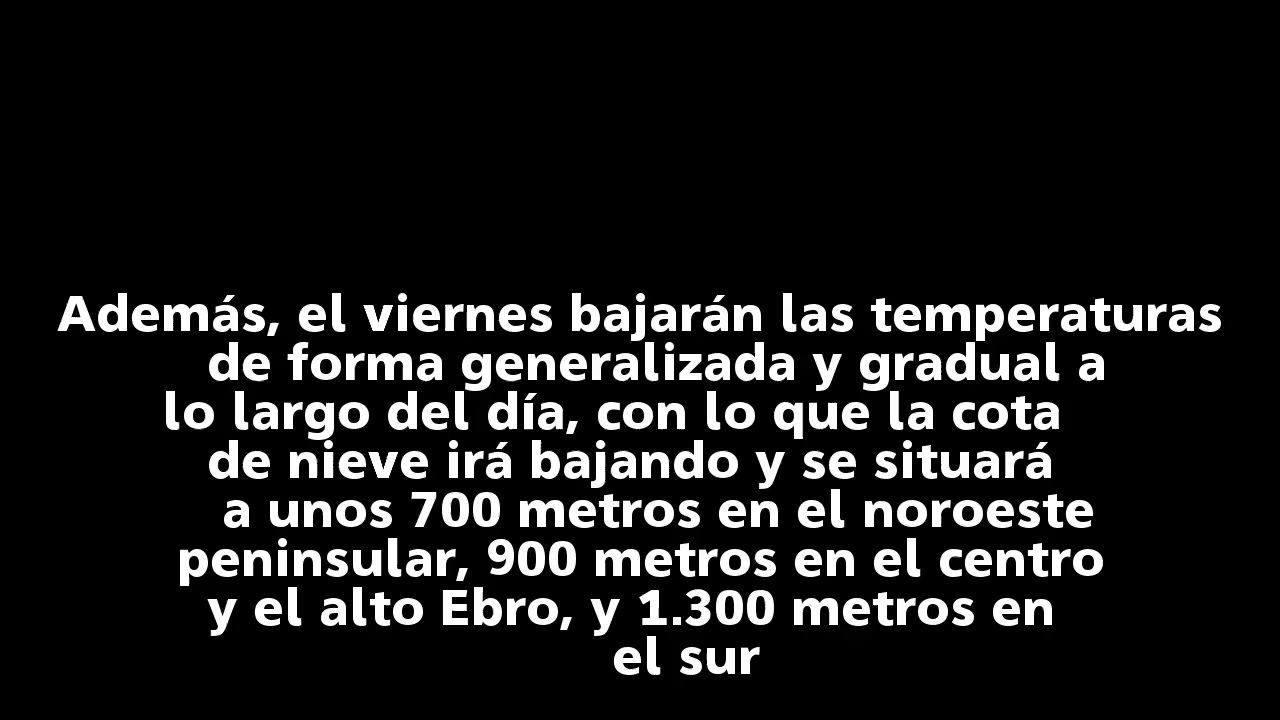 Además, el viernes bajarán las temperaturas
de forma generalizada y gradual a
lo largo del día, con lo que la cota
de nieve irá bajando y se situará
a unos 700 metros en el noroeste
peninsular, 900 metros en el centro
y el alto Ebro, y 1.300 metros en
el sur